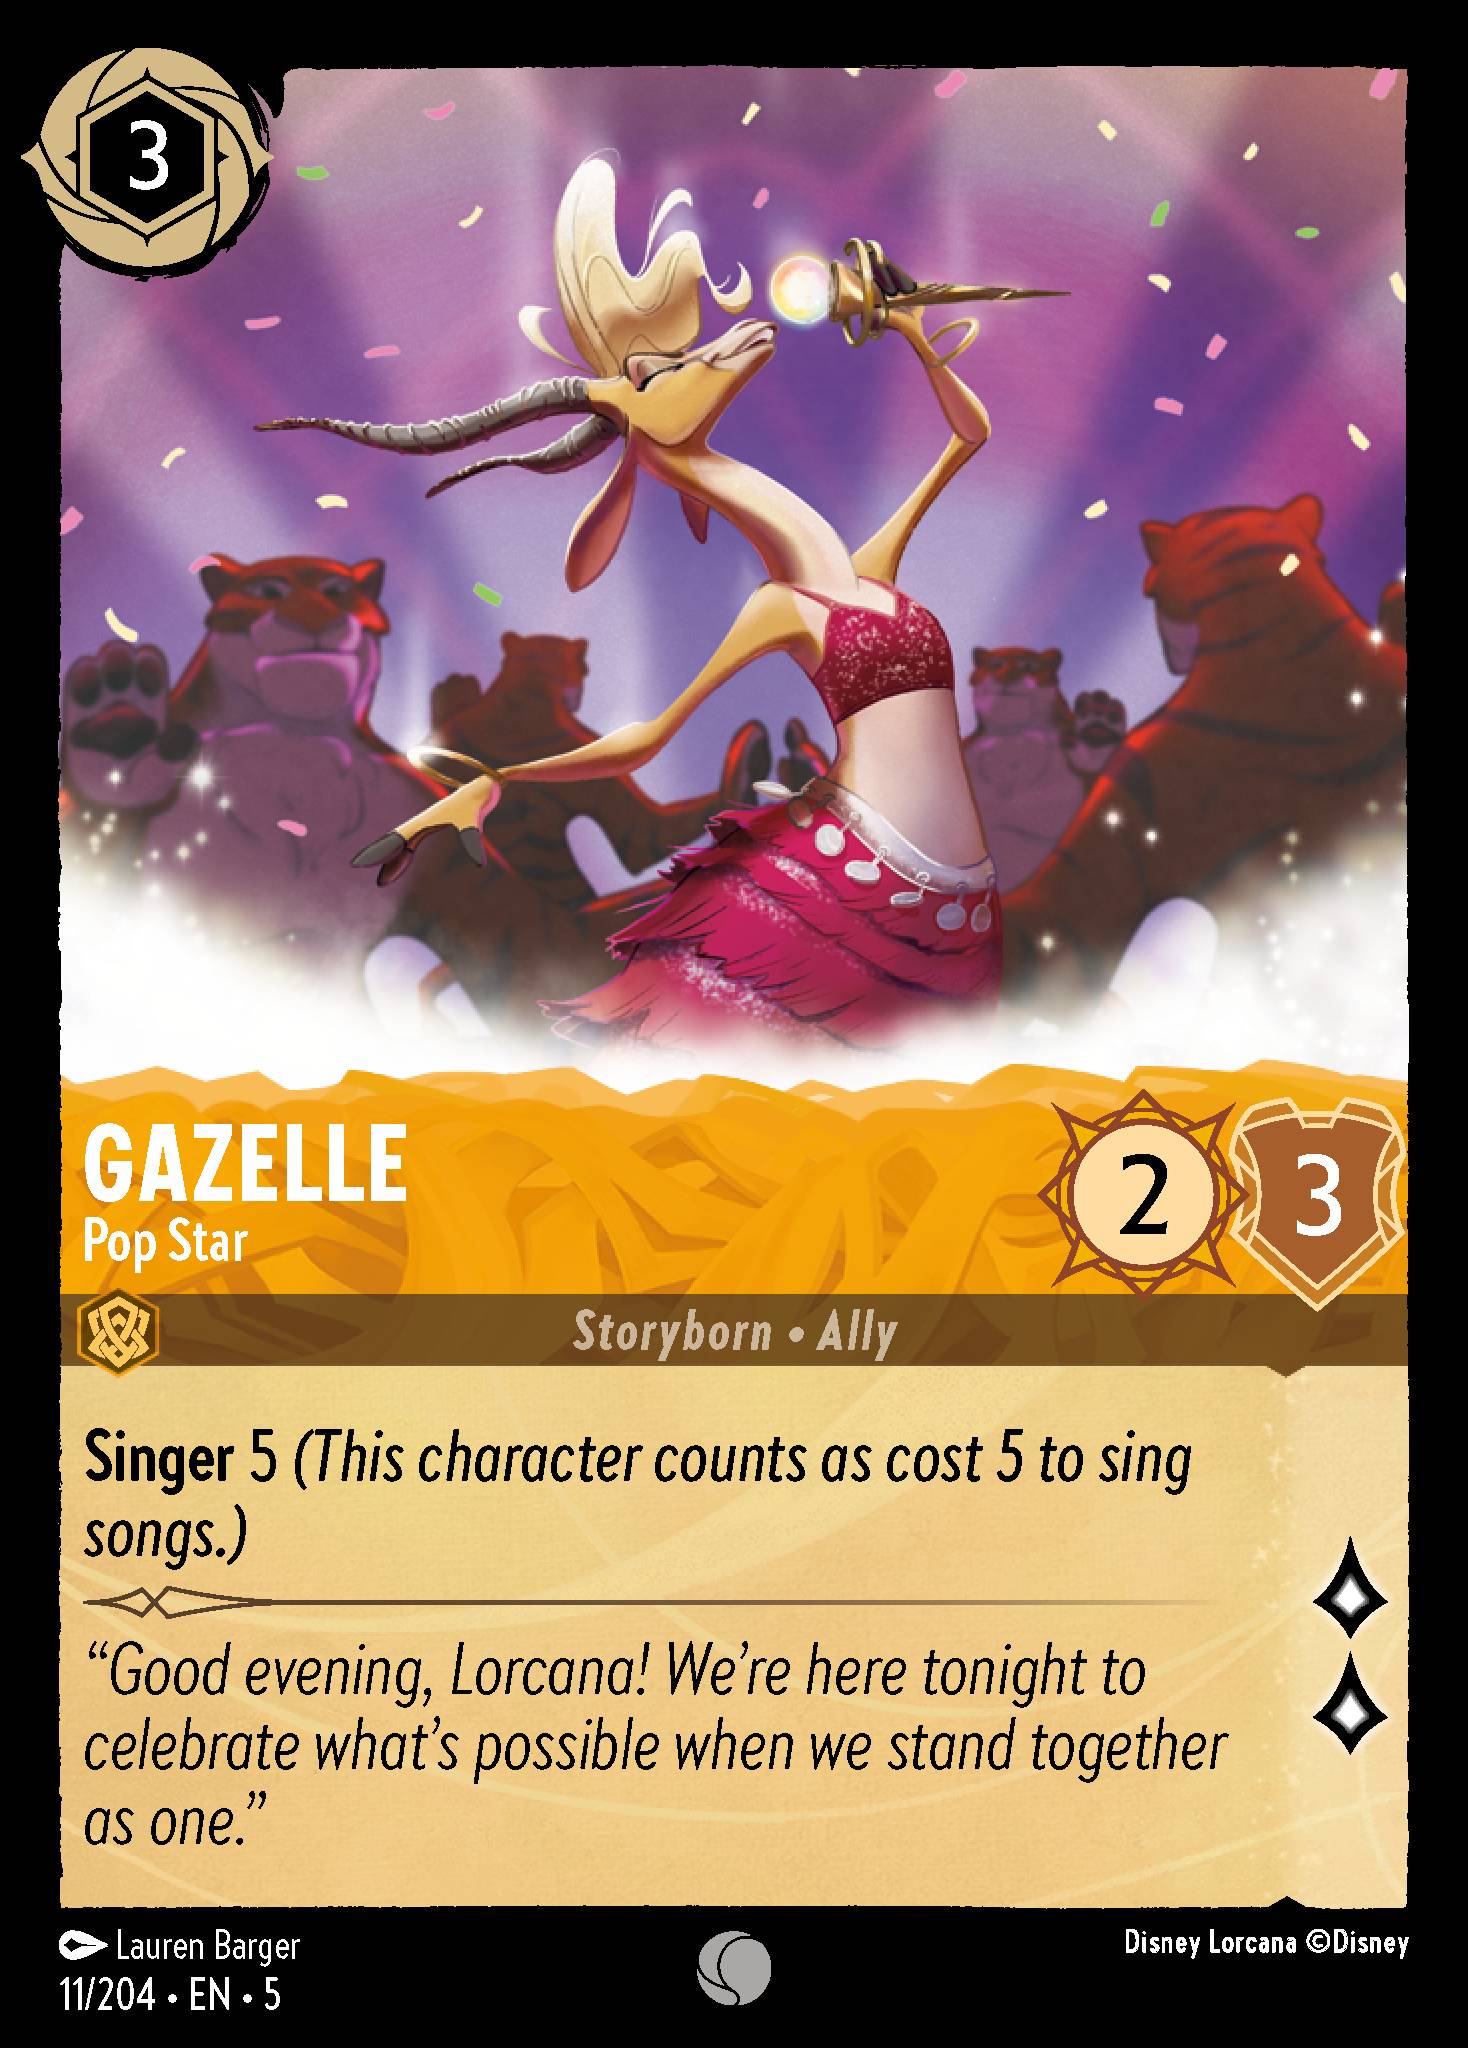 3
GAZELLE
Pop Star
2
3
Storyborn • Ally
Singer 5 (This character counts as cost 5 to sing
songs.)
“Good evening, Lorcana! We’re here tonight to
celebrate what’s possible when we stand together
as one.”
Lauren Barger
Disney Lorcana ©Disney
11/204 • EN • 5